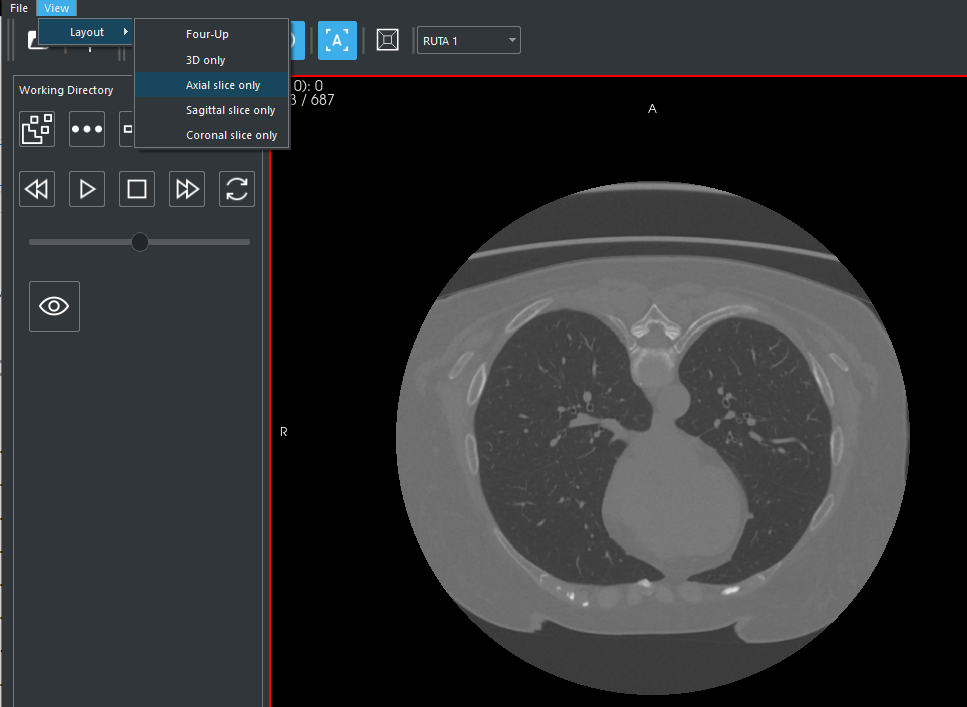 File View
Layout
Four-Up
3D only
Axial slice only
Sagittal slice only
Coronal slice only
[A]
RUTA 1
Working Directory
0): 0
/ 687
A
R